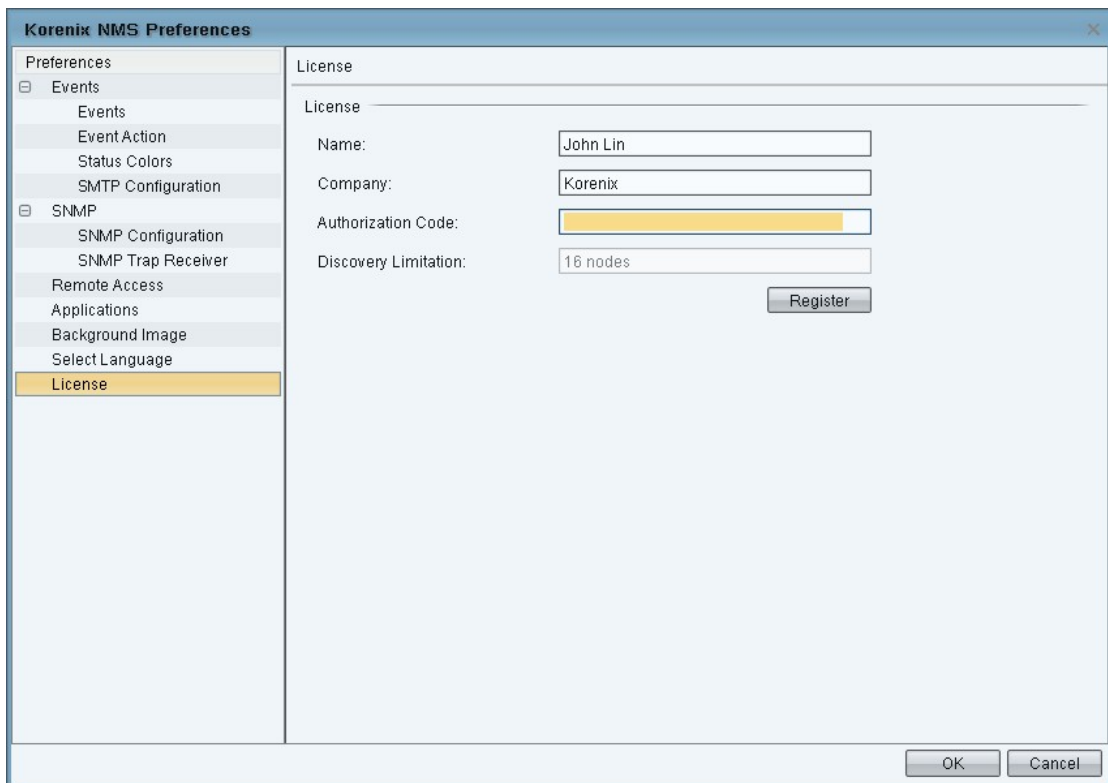 Korenix NMS Preferences
Preferences
Events
Events
Event Action
Status Colors
SMTP Configuration
SNMP
SNMP Configuration
SNMP Trap Receiver
Remote Access
Applications
Background Image
Select Language
License
License
License
Name:
John Lin
Company:
Korenix
Authorization Code:
Discovery Limitation:
16 nodes
Register
OK
Cancel